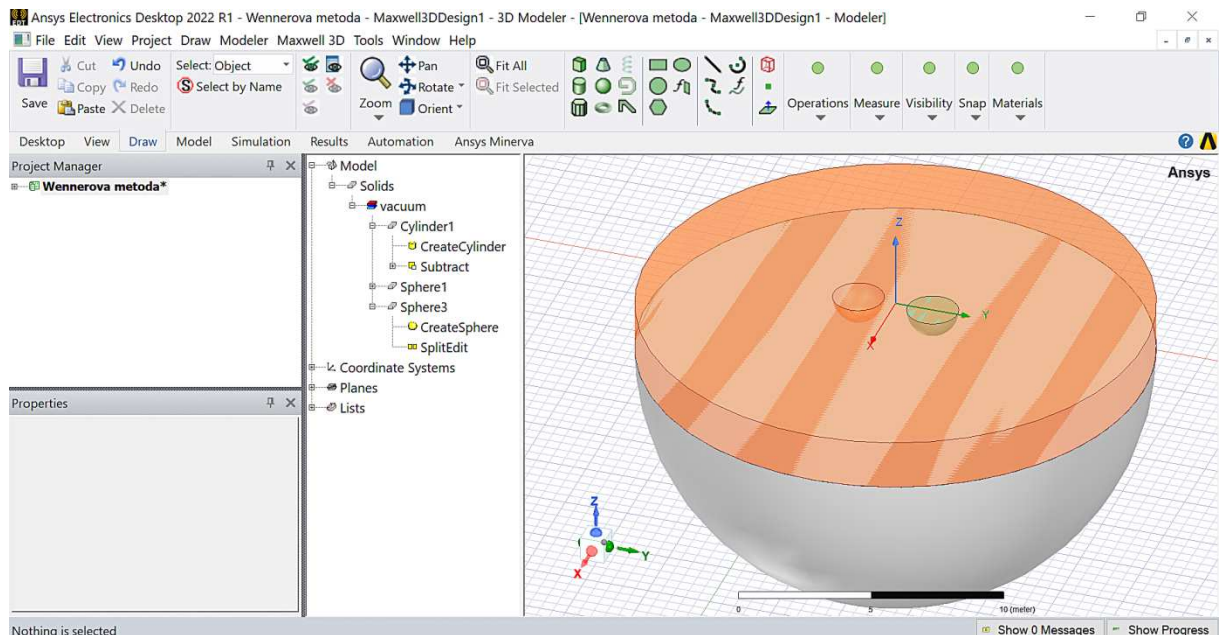 Ansys Electronics Desktop 2022 R1 - Wennerova metoda - Maxwell3DDesign1 - 3D Modeler - [Wennerova metoda - Maxwell3DDesign1 - Modeler]
File Edit View Project Draw Modeler Maxwell 3D Tools Window Help
Save
Cut
Copy
Paste
Undo
Redo
Delete
Select: Object
Select by Name
Zoom
Pan
Rotate
Orient
Fit All
Fit Selected
Operations
Measure
Visibility
Snap
Materials
Desktop View Draw Model Simulation Results Automation Ansys Minerva
Project Manager
Wennerova metoda*
Properties
Model
Solids
vacuum
Cylinder1
CreateCylinder
Subtract
Sphere1
Sphere3
CreateSphere
SplitEdit
Coordinate Systems
Planes
Lists
Ansys
Z
Y
X
Z
Y
X
0 5 10 (meter)
Nothing is selected
Show 0 Messages
Show Progress